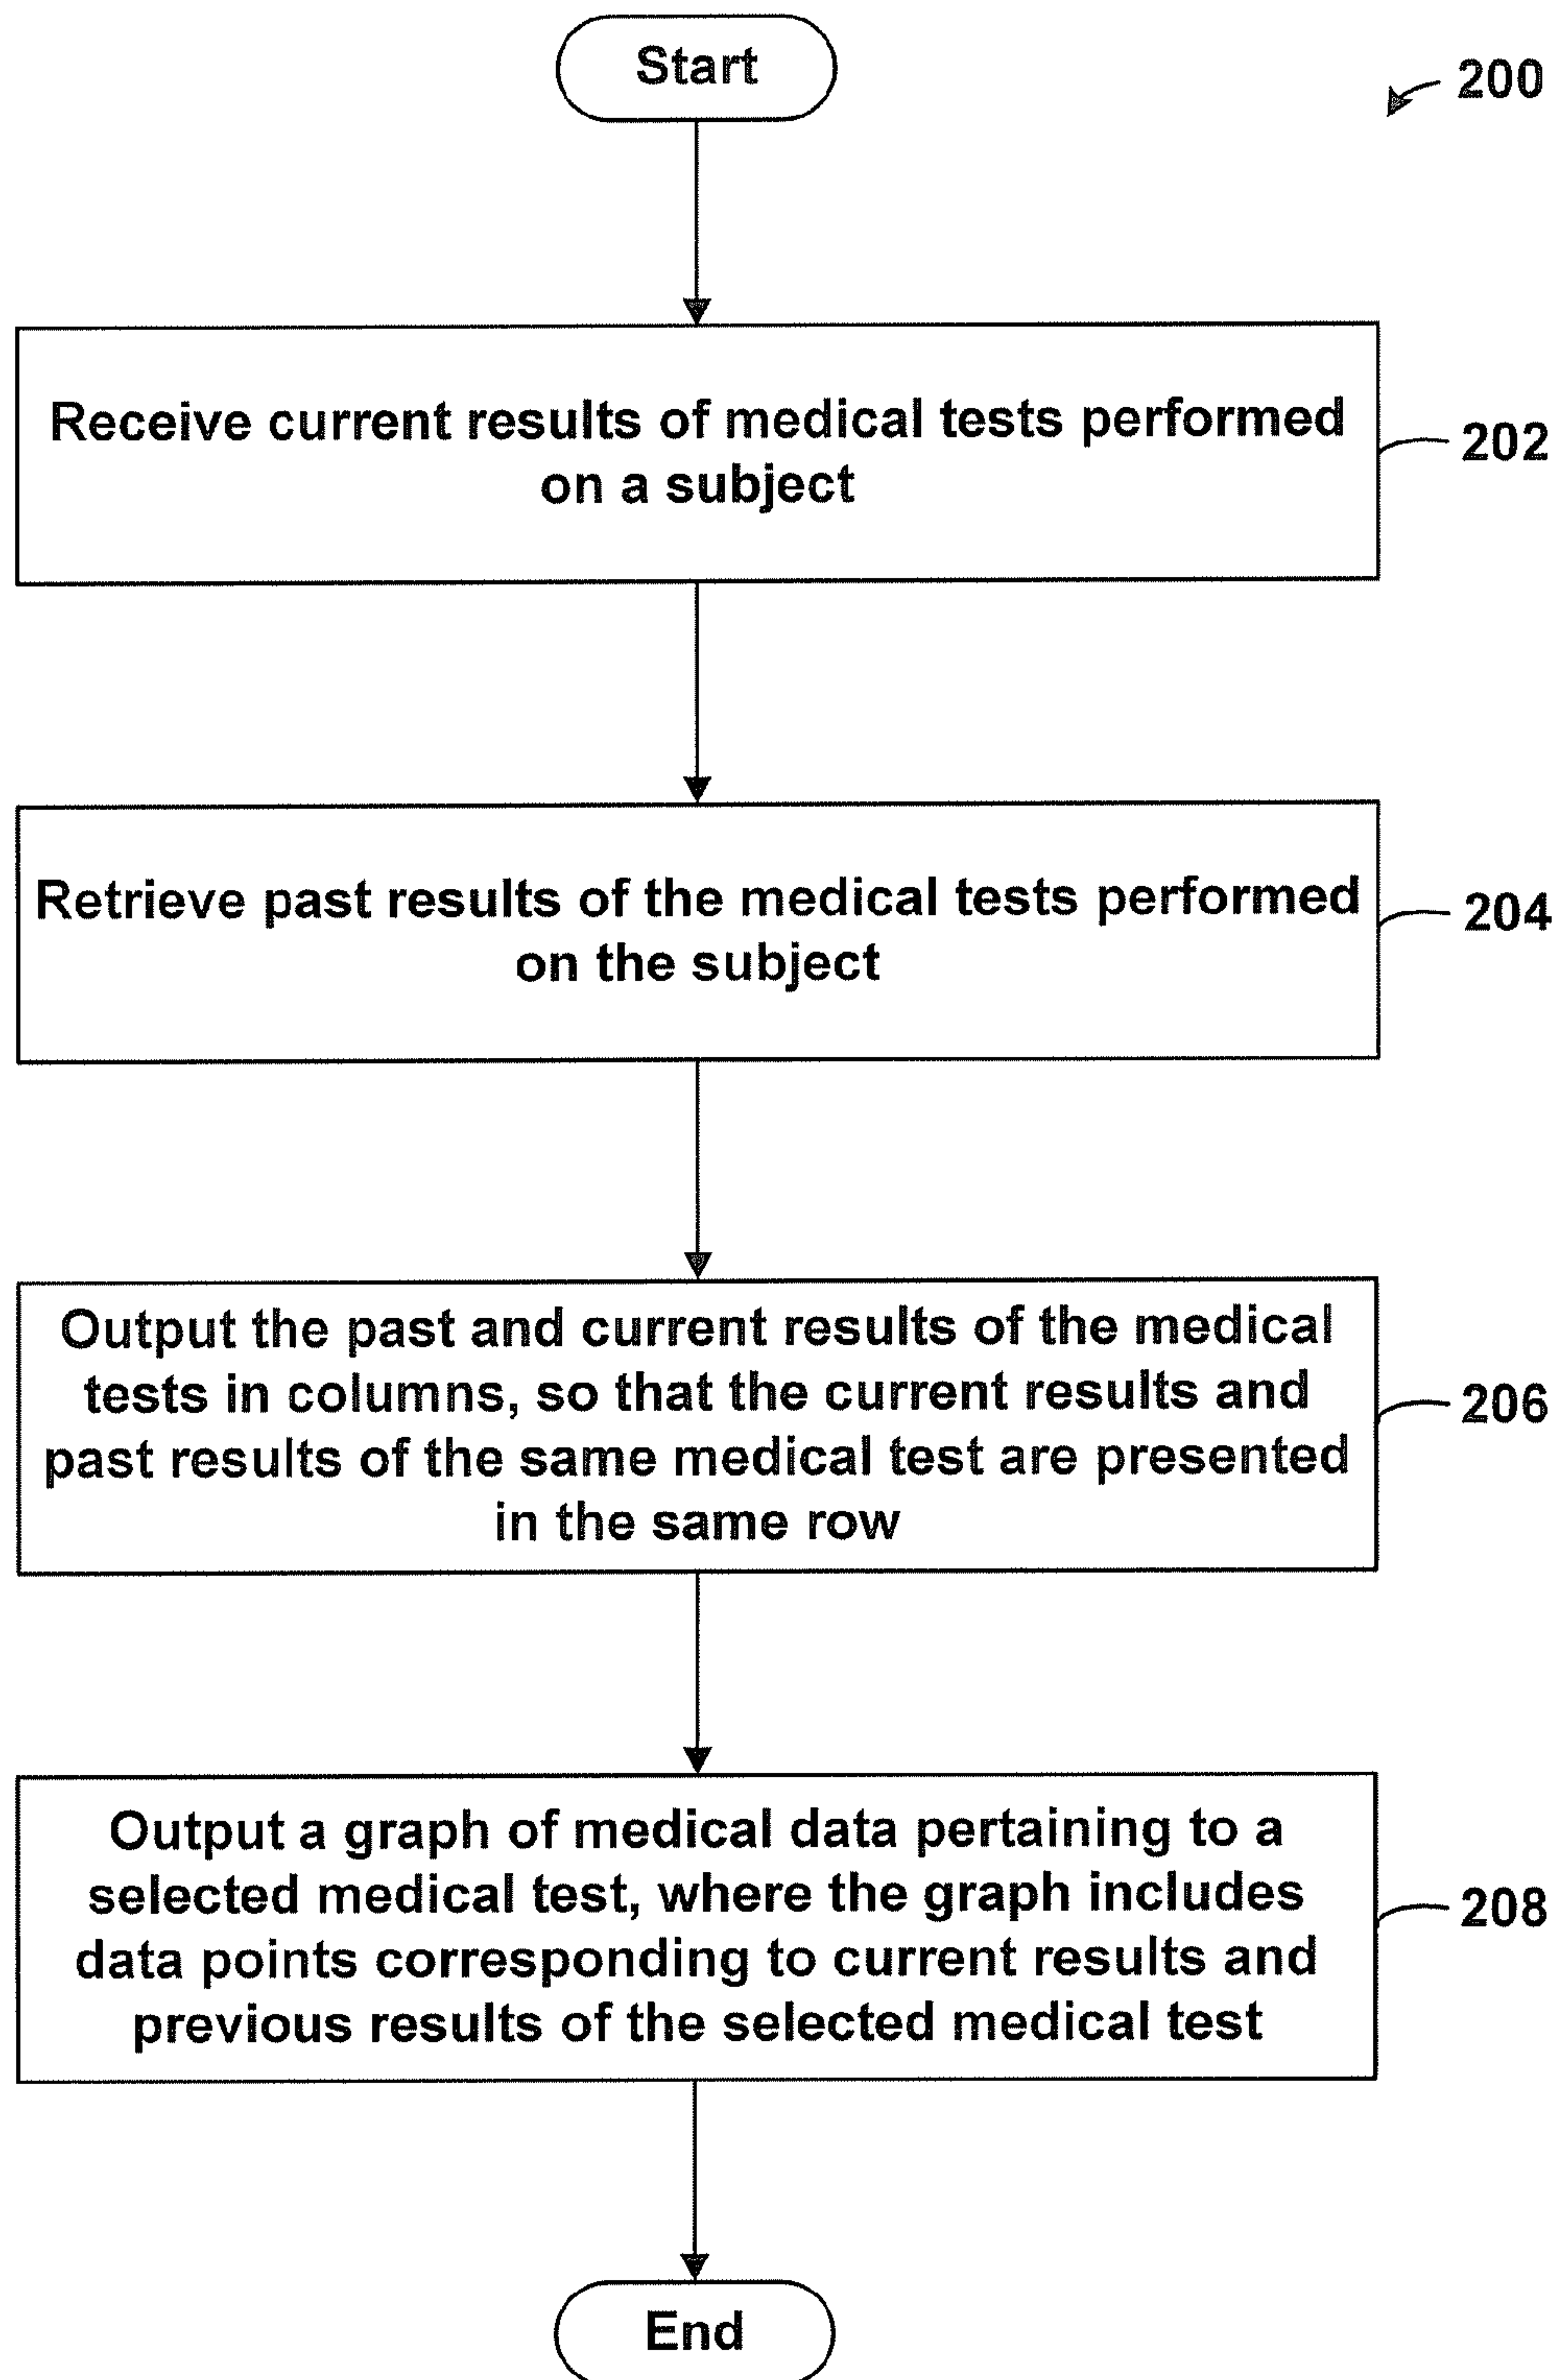 Start
200
Receive current results of medical tests performed
on a subject
202
Retrieve past results of the medical tests performed
on the subject
204
Output the past and current results of the medical
tests in columns, so that the current results and
past results of the same medical test are presented
in the same row
206
Output a graph of medical data pertaining to a
selected medical test, where the graph includes
data points corresponding to current results and
previous results of the selected medical test
208
End